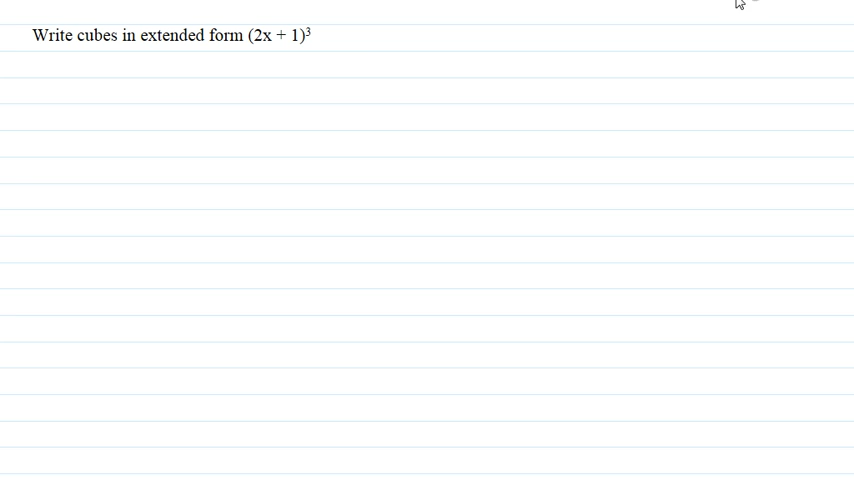 Write cubes in extended form (2x + 1)³